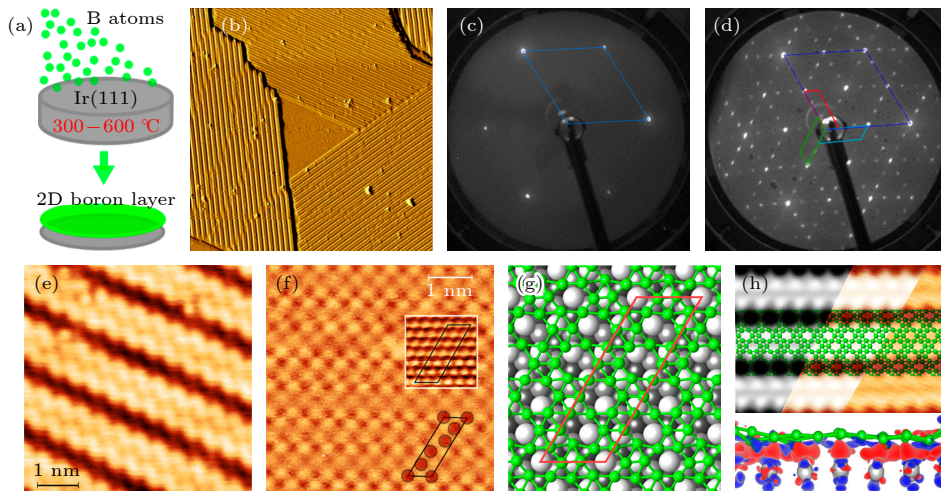 (a)
B atoms
Ir(111)
300−600 ℃
2D boron layer
(b)
(c)
(d)
(e)
1 nm
(f)
1 nm
(g)
(h)